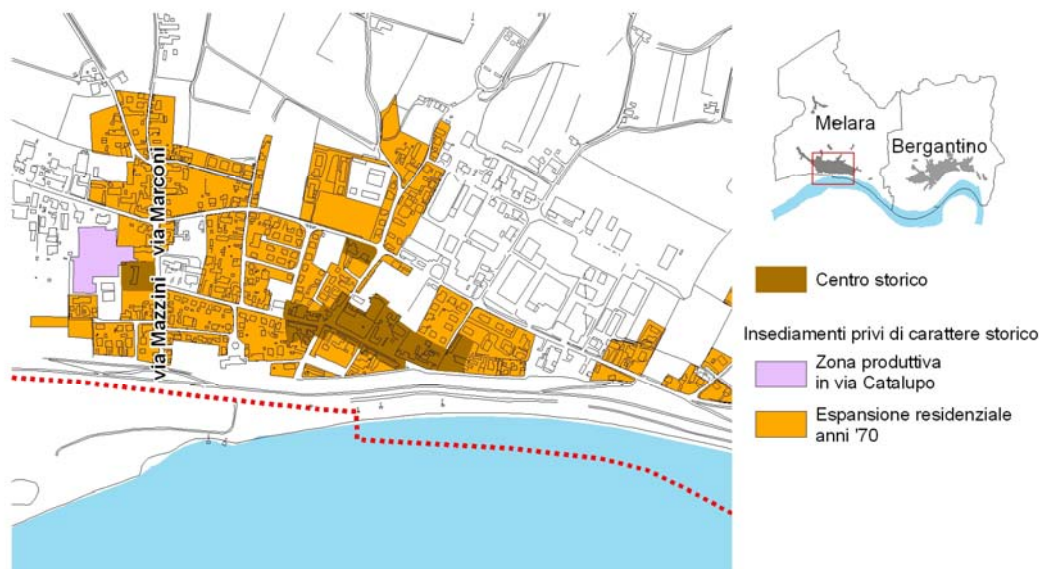 via Marconi
via Mazzini
Melara
Bergantino
Centro storico
Insediamenti privi di carattere storico
Zona produttiva
in via Catalupo
Espansione residenziale
anni '70